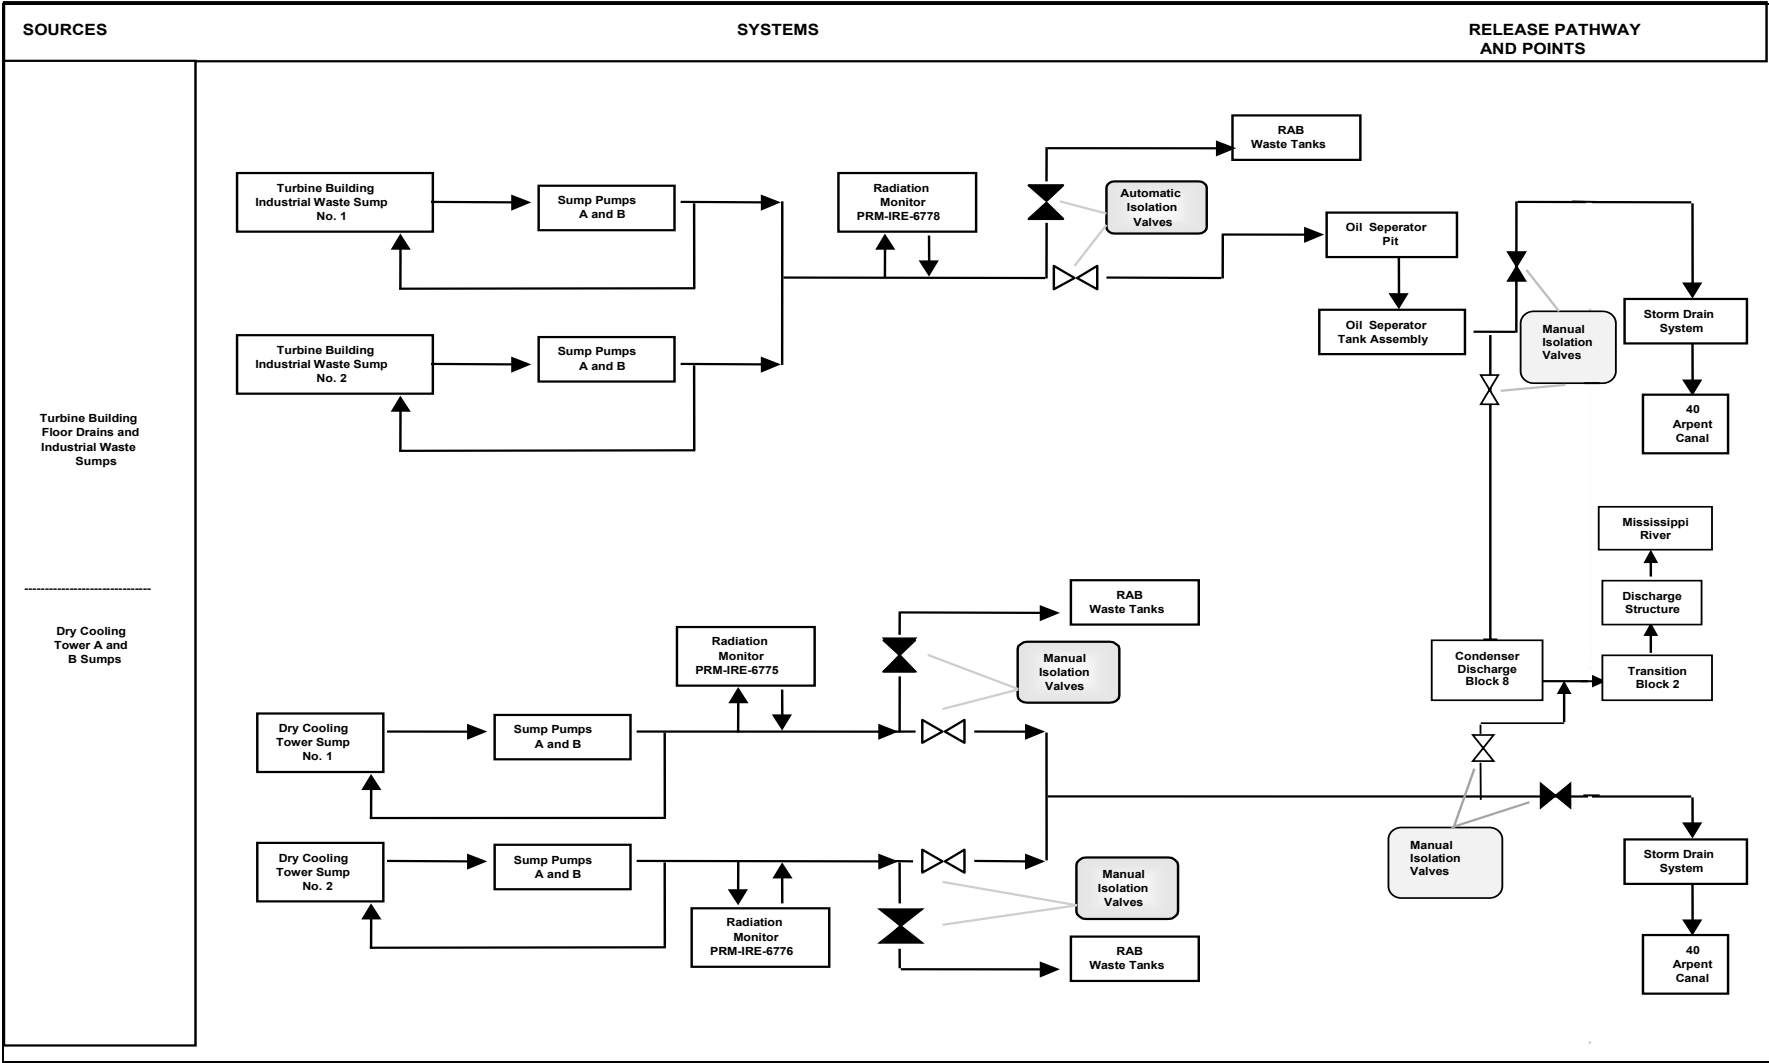 SOURCES
SYSTEMS
RELEASE PATHWAY
AND POINTS
Turbine Building
Floor Drains and
Industrial Waste
Sumps
-------------------------------
Dry Cooling
Tower A and
B Sumps
Turbine Building
Industrial Waste Sump
No. 1
Sump Pumps
A and B
Radiation
Monitor
PRM-IRE-6778
RAB
Waste Tanks
Automatic
Isolation
Valves
Oil Seperator
Pit
Oil Seperator
Tank Assembly
Manual
Isolation
Valves
Storm Drain
System
40
Arpent
Canal
Turbine Building
Industrial Waste Sump
No. 2
Sump Pumps
A and B
Mississippi
River
Discharge
Structure
Condenser
Discharge
Block 8
Transition
Block 2
RAB
Waste Tanks
Radiation
Monitor
PRM-IRE-6775
Manual
Isolation
Valves
Dry Cooling
Tower Sump
No. 1
Sump Pumps
A and B
Dry Cooling
Tower Sump
No. 2
Sump Pumps
A and B
Radiation
Monitor
PRM-IRE-6776
Manual
Isolation
Valves
RAB
Waste Tanks
Manual
Isolation
Valves
Storm Drain
System
40
Arpent
Canal